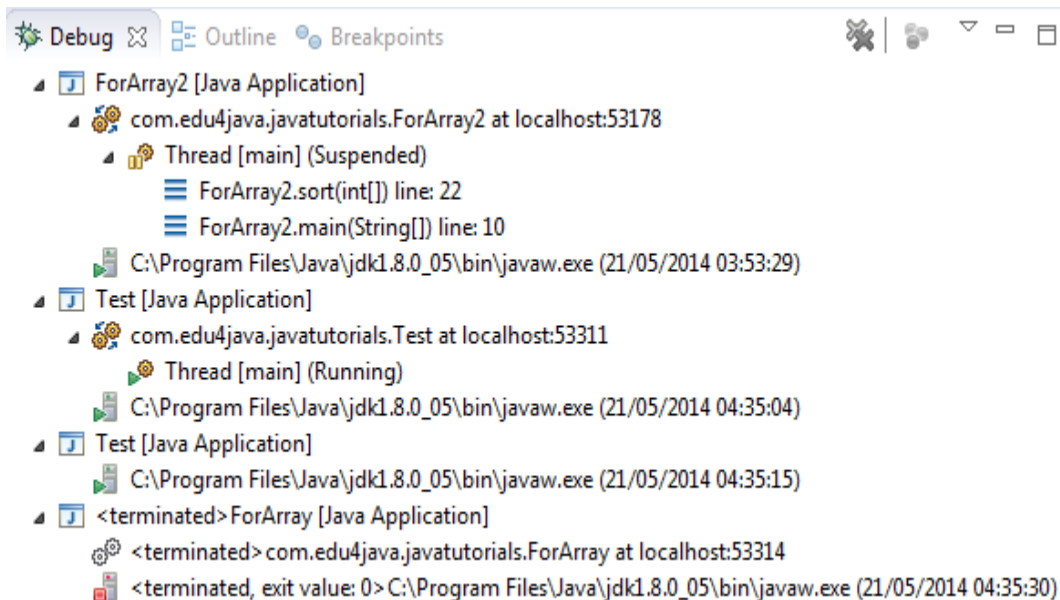 Debug Outline Breakpoints
ForArray2 [Java Application]
com.edu4java.javatutorials.ForArray2 at localhost:53178
Thread [main] (Suspended)
ForArray2.sort(int[]) line: 22
ForArray2.main(String[]) line: 10
C:\Program Files\Java\jdk1.8.0_05\bin\javaw.exe (21/05/2014 03:53:29)
Test [Java Application]
com.edu4java.javatutorials.Test at localhost:53311
Thread [main] (Running)
C:\Program Files\Java\jdk1.8.0_05\bin\javaw.exe (21/05/2014 04:35:04)
Test [Java Application]
C:\Program Files\Java\jdk1.8.0_05\bin\javaw.exe (21/05/2014 04:35:15)
<terminated>ForArray [Java Application]
<terminated>com.edu4java.javatutorials.ForArray at localhost:53314
<terminated, exit value: 0>C:\Program Files\Java\jdk1.8.0_05\bin\javaw.exe (21/05/2014 04:35:30)